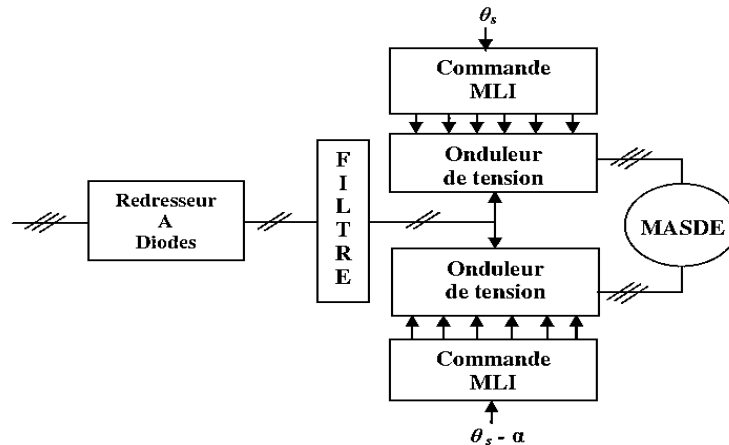 θs
Commande
MLI
Onduleur
de tension
F
I
L
T
R
E
Redresseur
A
Diodes
MASDE
Onduleur
de tension
Commande
MLI
θs - α